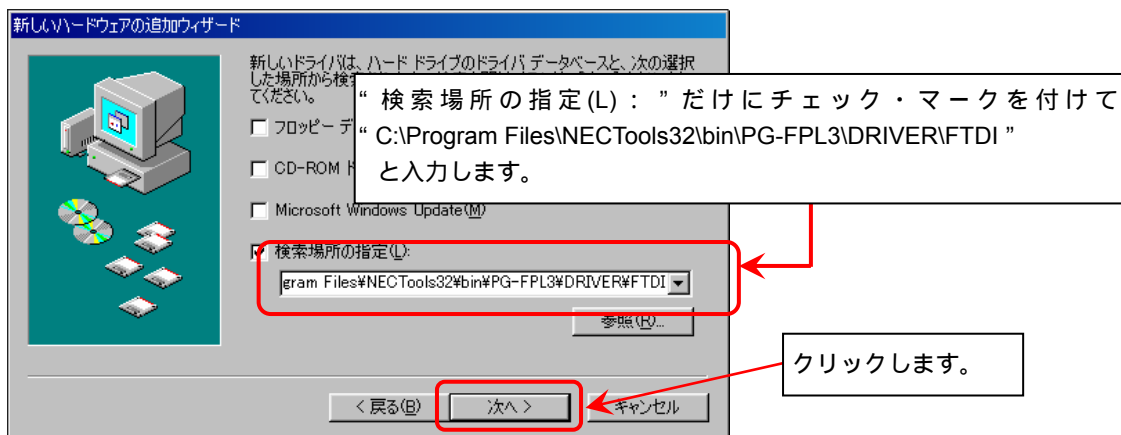 新しいハードウェアの追加ウィザード
新しいドライバは、ハード ドライブのドライバ データベースと、次の選択
した場所から検索
てください。
“ 検索場所の指定(L) : ” だけにチェック・マークを付けて
“ C:\Program Files\NECTools32\bin\PG-FPL3\DRIVER\FTDI ”
と入力します。
フロッピー デ
CD-ROM ド
Microsoft Windows Update(M)
検索場所の指定(L):
gram Files¥NECTools32¥bin¥PG-FPL3¥DRIVER¥FTDI
参照(R)...
クリックします。
< 戻る(B)
次へ >
キャンセル